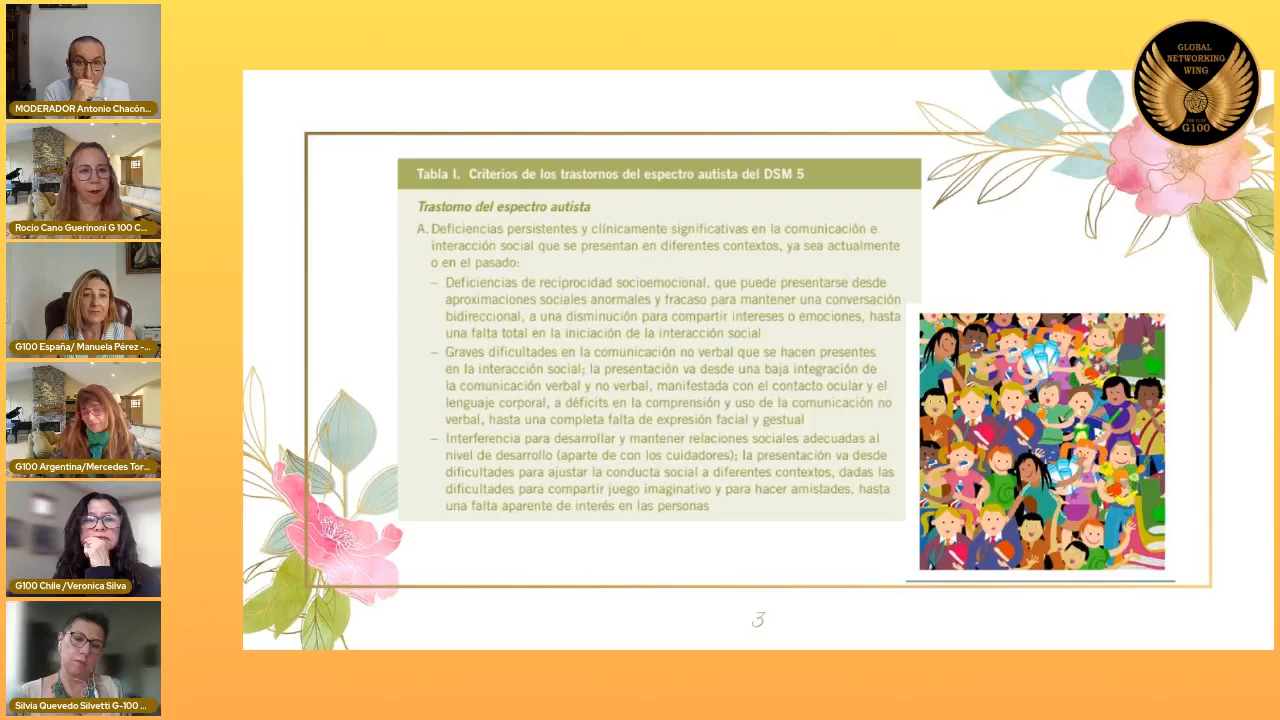 MODERADOR Antonio Chacón...
Rocio Cano Guerinoni G 100 C...
G100 España/ Manuela Pérez -...
G100 Argentina/Mercedes Tor...
G100 Chile /Veronica Silva
Silvia Quevedo Silvetti G-100 ...
GLOBAL
NETWORKING
WING
G100
Tabla I. Criterios de los trastornos del espectro autista del DSM 5
Trastorno del espectro autista
A. Deficiencias persistentes y clínicamente significativas en la comunicación e
interacción social que se presentan en diferentes contextos, ya sea actualmente
o en el pasado:
– Deficiencias de reciprocidad socioemocional, que puede presentarse desde
aproximaciones sociales anormales y fracaso para mantener una conversación
bidireccional, a una disminución para compartir intereses o emociones, hasta
una falta total en la iniciación de la interacción social
– Graves dificultades en la comunicación no verbal que se hacen presentes
en la interacción social; la presentación va desde una baja integración de
la comunicación verbal y no verbal, manifestada con el contacto ocular y el
lenguaje corporal, a déficits en la comprensión y uso de la comunicación no
verbal, hasta una completa falta de expresión facial y gestual
– Interferencia para desarrollar y mantener relaciones sociales adecuadas al
nivel de desarrollo (aparte de con los cuidadores); la presentación va desde
dificultades para ajustar la conducta social a diferentes contextos, dadas las
dificultades para compartir juego imaginativo y para hacer amistades, hasta
una falta aparente de interés en las personas
3